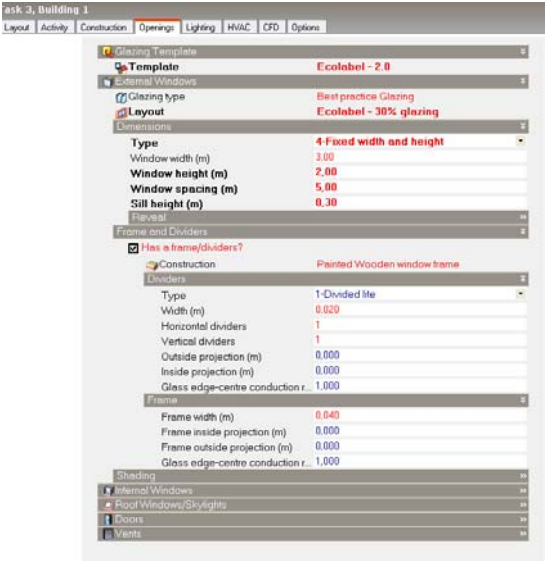 ask 3, Building 1
Layout Activity Construction Openings Lighting HVAC CFD Options
Glazing Template
Template Ecolabel - 2.0
External Windows
Glazing type Best practice Glazing
Layout Ecolabel - 30% glazing
Dimensions
Type 4-Fixed width and height
Window width (m) 3,00
Window height (m) 2,00
Window spacing (m) 5,00
Sill height (m) 0,30
Reveal
Frame and Dividers
Has a frame/dividers?
Construction Painted Wooden window frame
Dividers
Type 1-Divided lite
Width (m) 0,020
Horizontal dividers 1
Vertical dividers 1
Outside projection (m) 0,000
Inside projection (m) 0,000
Glass edge-centre conduction r... 1,000
Frame
Frame width (m) 0,040
Frame inside projection (m) 0,000
Frame outside projection (m) 0,000
Glass edge-centre conduction r... 1,000
Shading
Internal Windows
Roof Windows/Skylights
Doors
Vents